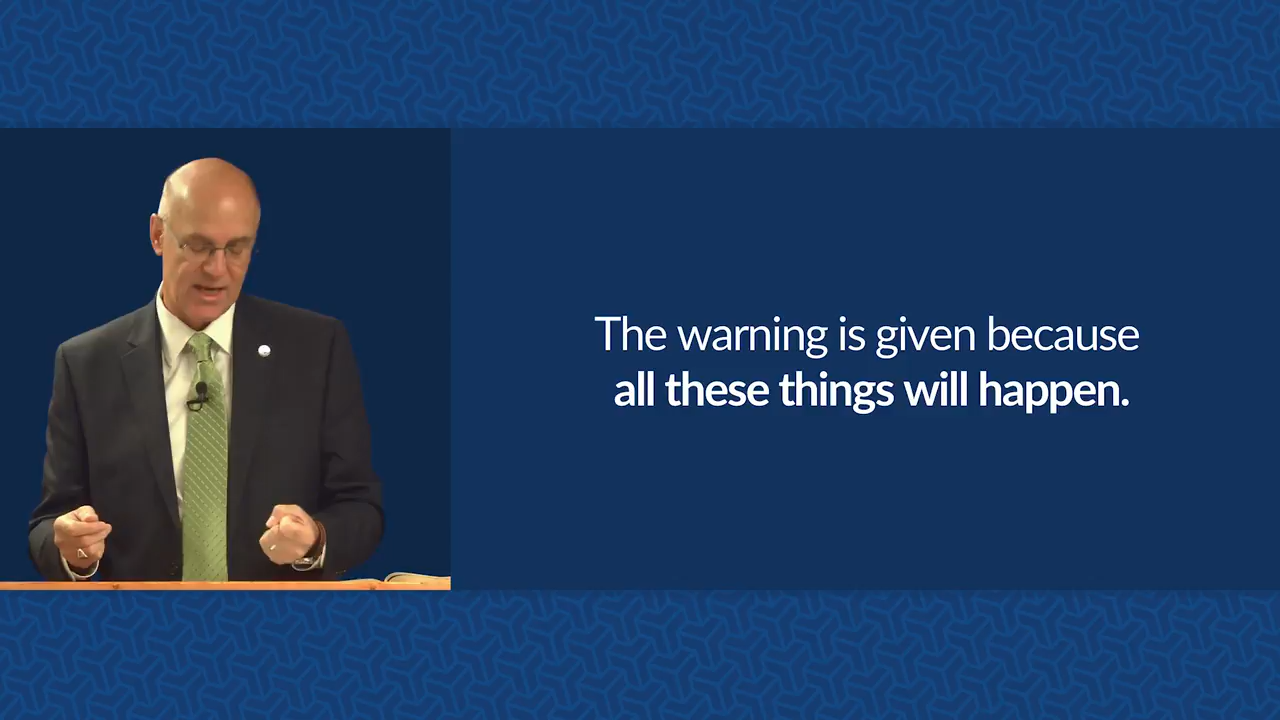 The warning is given because
all these things will happen.